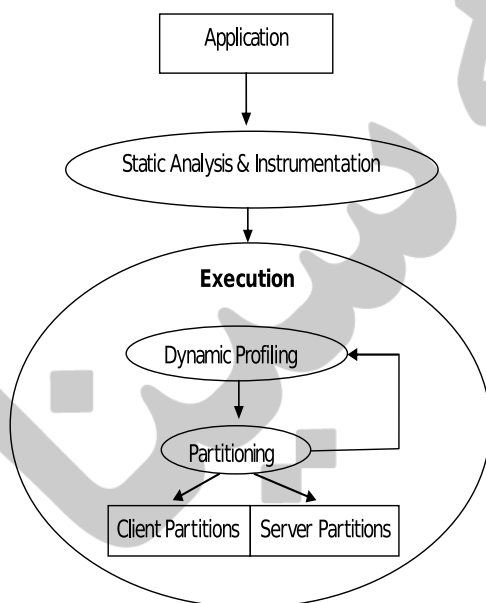 Application
Static Analysis & Instrumentation
Execution
Dynamic Profiling
Partitioning
Client Partitions
Server Partitions